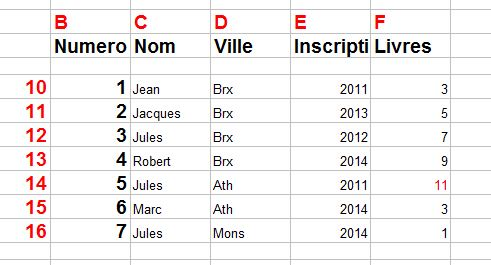 B C D E F
Numero Nom Ville Inscripti Livres
10 1 Jean Brx 2011 3
11 2 Jacques Brx 2013 5
12 3 Jules Brx 2012 7
13 4 Robert Brx 2014 9
14 5 Jules Ath 2011 11
15 6 Marc Ath 2014 3
16 7 Jules Mons 2014 1